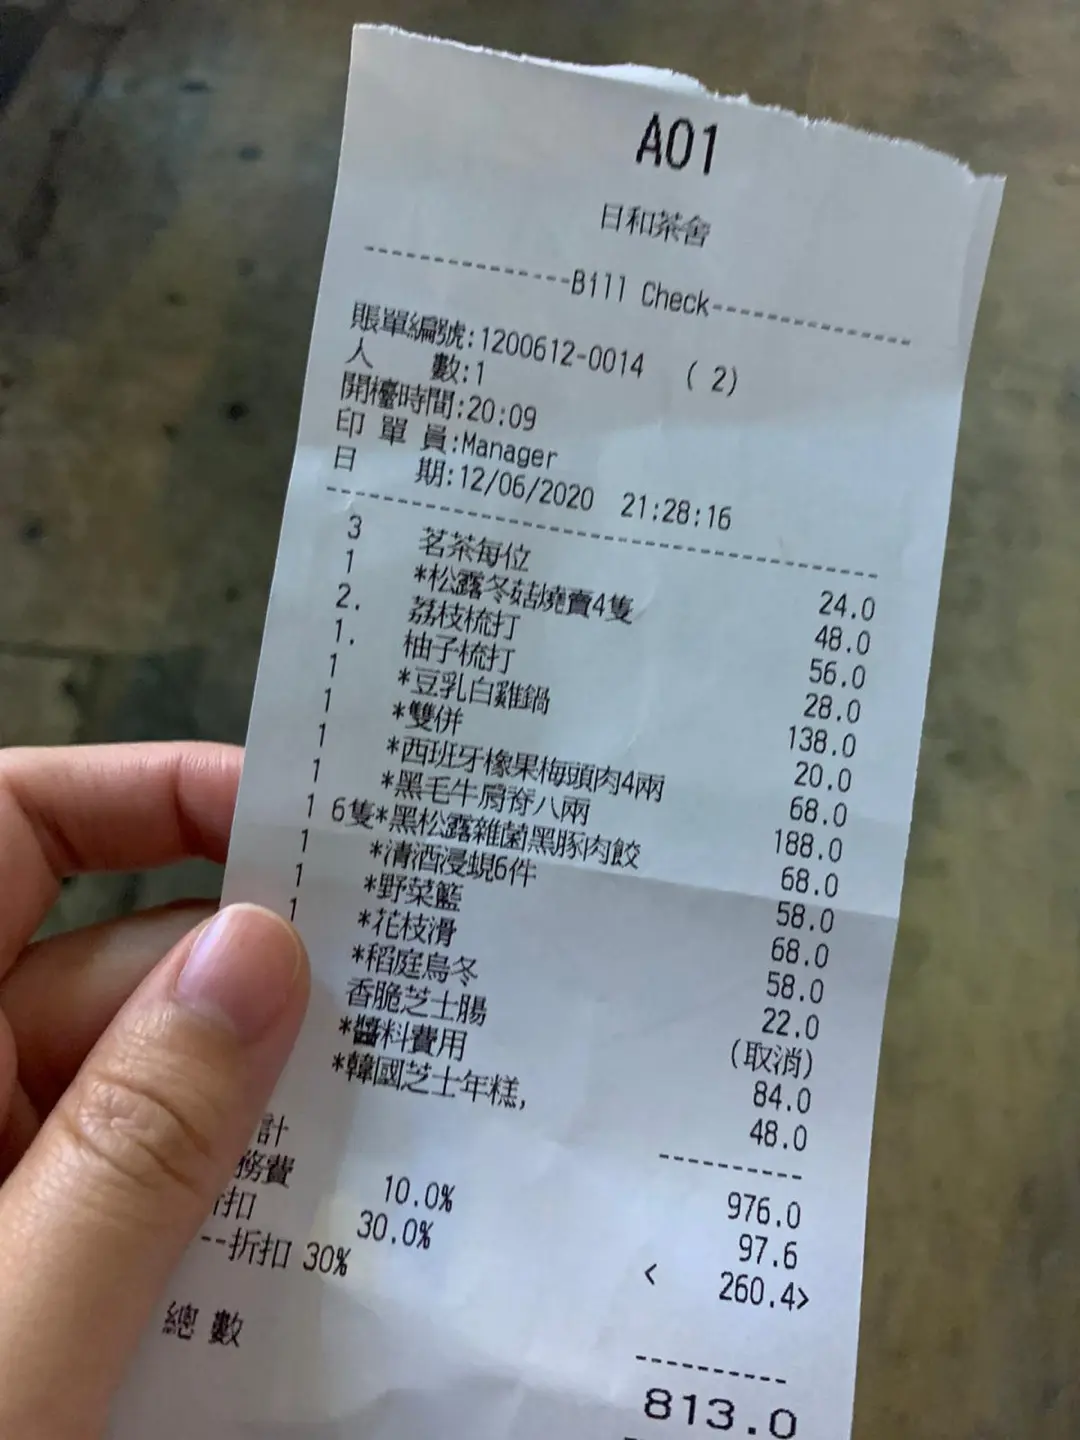 A01
日和茶舍
---------------Bill Check---------------
賬單編號:1200612-0014 ( 2)
人 數:1
開檯時間:20:09
印 單 員:Manager
日 期:12/06/2020 21:28:16
3 茗茶每位 24.0
1 *松露冬菇燒賣4隻 48.0
2. 荔枝梳打 56.0
1. 柚子梳打 28.0
1 *豆乳白雞鍋 138.0
1 *雙併 20.0
1 *西班牙橡果梅頭肉4兩 68.0
1 *黑毛牛肩脊八兩 188.0
1 6隻*黑松露雜菌黑豚肉餃 68.0
1 *清酒浸蜆6件 58.0
1 *野菜籃 68.0
1 *花枝滑 58.0
*稻庭烏冬 22.0
香脆芝士腸 (取消)
*醬料費用 84.0
*韓國芝士年糕, 48.0
計 976.0
務費 10.0% 97.6
折扣 30.0% < 260.4>
--折扣 30%
總 數 813.0